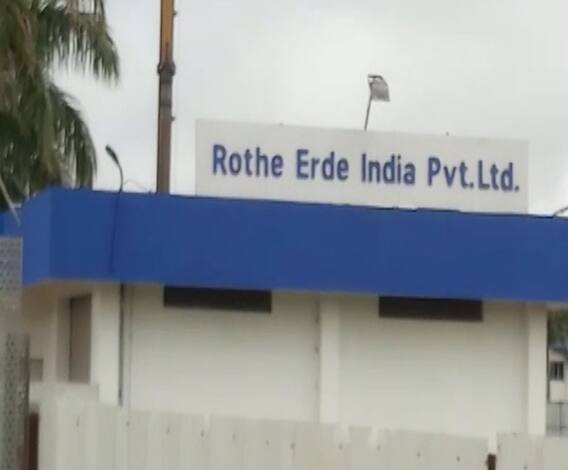 Rothe Erde India Pvt.Ltd.